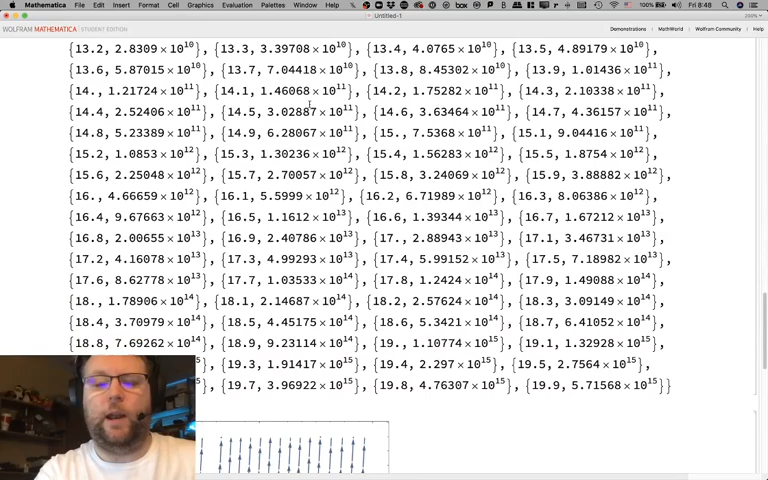 Mathematica File Edit Insert Format Cell Graphics Evaluation Palettes Window Help 100% Fri 8:48
Untitled-1 200%
WOLFRAM MATHEMATICA | STUDENT EDITION Demonstrations | MathWorld | Wolfram Community | Help
{13.2, 2.8309×10^10}, {13.3, 3.39708×10^10}, {13.4, 4.0765×10^10}, {13.5, 4.89179×10^10},
{13.6, 5.87015×10^10}, {13.7, 7.04418×10^10}, {13.8, 8.45302×10^10}, {13.9, 1.01436×10^11},
{14., 1.21724×10^11}, {14.1, 1.46068×10^11}, {14.2, 1.75282×10^11}, {14.3, 2.10338×10^11},
{14.4, 2.52406×10^11}, {14.5, 3.02887×10^11}, {14.6, 3.63464×10^11}, {14.7, 4.36157×10^11},
{14.8, 5.23389×10^11}, {14.9, 6.28067×10^11}, {15., 7.5368×10^11}, {15.1, 9.04416×10^11},
{15.2, 1.0853×10^12}, {15.3, 1.30236×10^12}, {15.4, 1.56283×10^12}, {15.5, 1.8754×10^12},
{15.6, 2.25048×10^12}, {15.7, 2.70057×10^12}, {15.8, 3.24069×10^12}, {15.9, 3.88882×10^12},
{16., 4.66659×10^12}, {16.1, 5.5999×10^12}, {16.2, 6.71989×10^12}, {16.3, 8.06386×10^12},
{16.4, 9.67663×10^12}, {16.5, 1.1612×10^13}, {16.6, 1.39344×10^13}, {16.7, 1.67212×10^13},
{16.8, 2.00655×10^13}, {16.9, 2.40786×10^13}, {17., 2.88943×10^13}, {17.1, 3.46731×10^13},
{17.2, 4.16078×10^13}, {17.3, 4.99293×10^13}, {17.4, 5.99152×10^13}, {17.5, 7.18982×10^13},
{17.6, 8.62778×10^13}, {17.7, 1.03533×10^14}, {17.8, 1.2424×10^14}, {17.9, 1.49088×10^14},
{18., 1.78906×10^14}, {18.1, 2.14687×10^14}, {18.2, 2.57624×10^14}, {18.3, 3.09149×10^14},
{18.4, 3.70979×10^14}, {18.5, 4.45175×10^14}, {18.6, 5.3421×10^14}, {18.7, 6.41052×10^14},
{18.8, 7.69262×10^14}, {18.9, 9.23114×10^14}, {19., 1.10774×10^15}, {19.1, 1.32928×10^15},
15}, {19.3, 1.91417×10^15}, {19.4, 2.297×10^15}, {19.5, 2.7564×10^15},
15}, {19.7, 3.96922×10^15}, {19.8, 4.76307×10^15}, {19.9, 5.71568×10^15}}